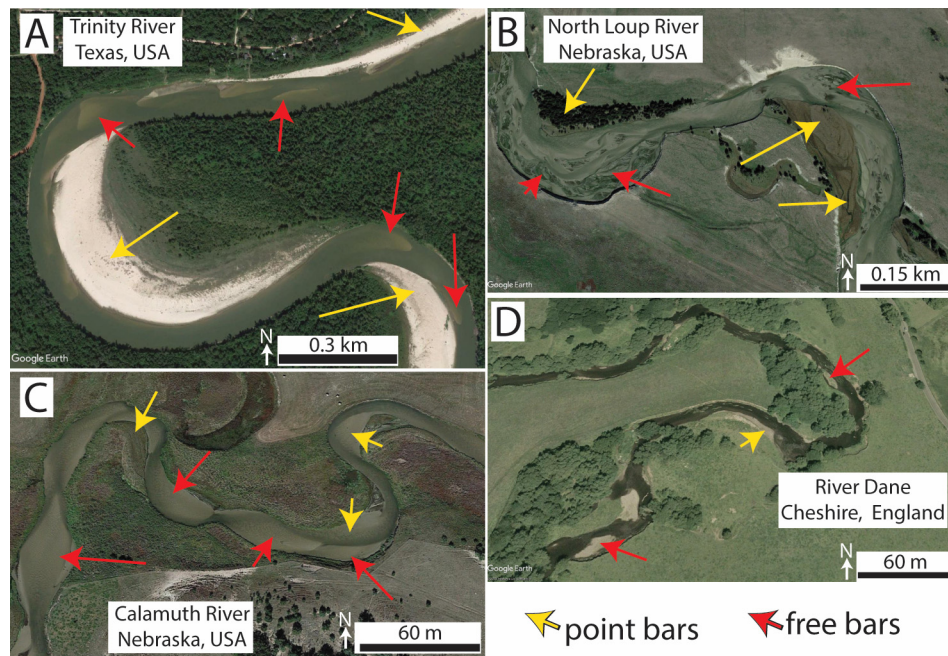 A
Trinity River
Texas, USA
N
0.3 km
Google Earth
B
North Loup River
Nebraska, USA
N
0.15 km
Google Earth
C
Calamuth River
Nebraska, USA
N
60 m
D
River Dane
Cheshire, England
N
60 m
Google Earth
point bars
free bars